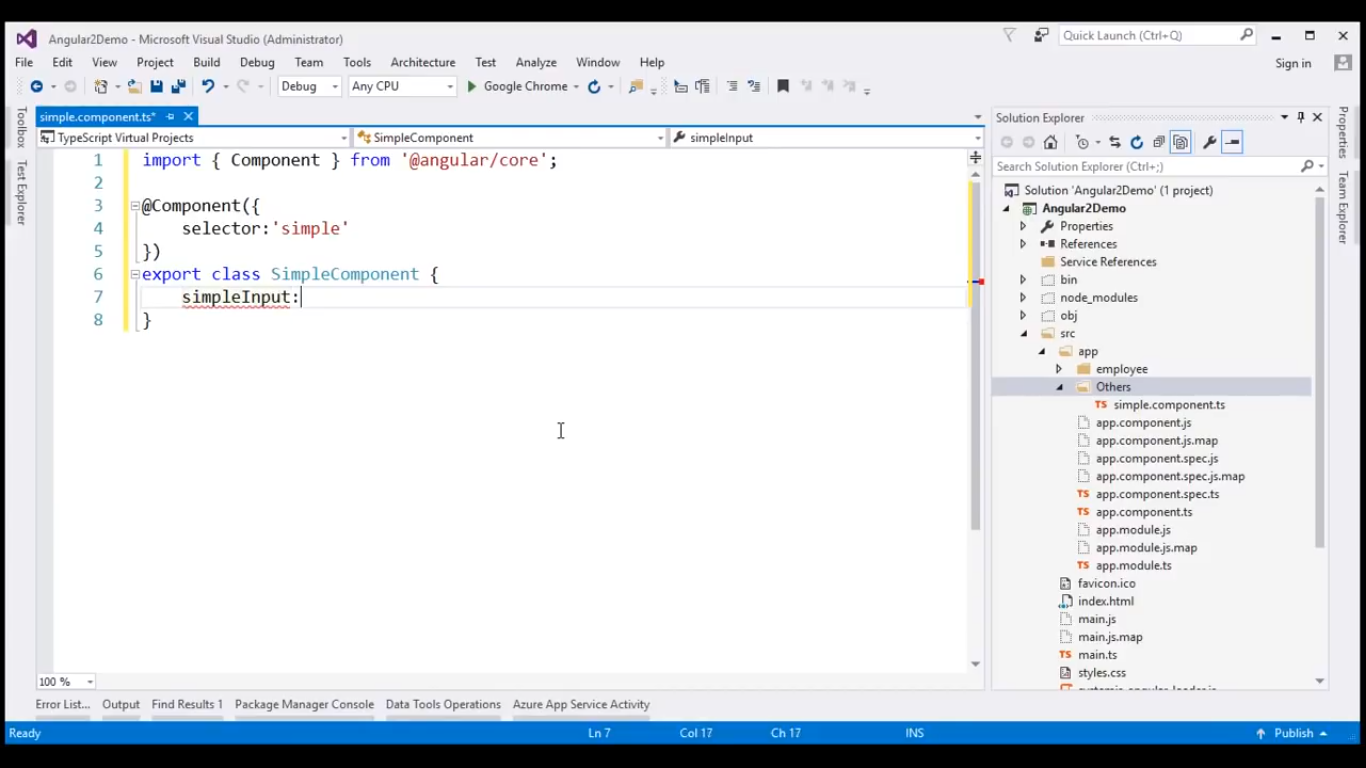 Angular2Demo - Microsoft Visual Studio (Administrator)
Quick Launch (Ctrl+Q)
File Edit View Project Build Debug Team Tools Architecture Test Analyze Window Help
Sign in
Debug Any CPU Google Chrome
Toolbox
Test Explorer
simple.component.ts*
TypeScript Virtual Projects SimpleComponent simpleInput
1 import { Component } from '@angular/core';
2
3 @Component({
4 selector:'simple'
5 })
6 export class SimpleComponent {
7 simpleInput:
8 }
100 %
Solution Explorer
Search Solution Explorer (Ctrl+;)
Solution 'Angular2Demo' (1 project)
Angular2Demo
Properties
References
Service References
bin
node_modules
obj
src
app
employee
Others
simple.component.ts
app.component.js
app.component.js.map
app.component.spec.js
app.component.spec.js.map
app.component.spec.ts
app.component.ts
app.module.js
app.module.js.map
app.module.ts
favicon.ico
index.html
main.js
main.js.map
main.ts
styles.css
Properties
Team Explorer
Error List... Output Find Results 1 Package Manager Console Data Tools Operations Azure App Service Activity
Ready Ln 7 Col 17 Ch 17 INS Publish